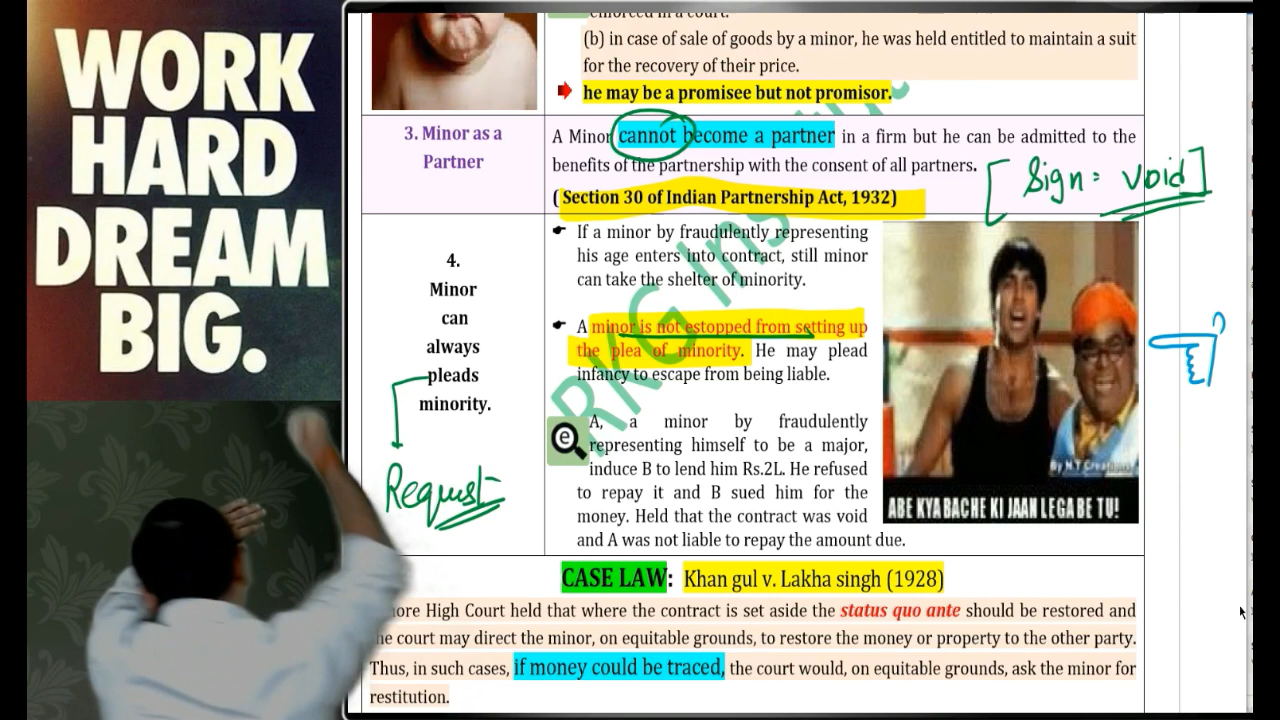 WORK
HARD
DREAM
BIG.
enforced in a court.
(b) in case of sale of goods by a minor, he was held entitled to maintain a suit
for the recovery of their price.
he may be a promisee but not promisor.
3. Minor as a
Partner
A Minor cannot become a partner in a firm but he can be admitted to the
benefits of the partnership with the consent of all partners.
(Section 30 of Indian Partnership Act, 1932)
[Sign = void]
4.
Minor
can
always
pleads
minority.
Request
If a minor by fraudulently representing
his age enters into contract, still minor
can take the shelter of minority.
A minor is not estopped from setting up
the plea of minority. He may plead
infancy to escape from being liable.
e
A, a minor by fraudulently
representing himself to be a major,
induce B to lend him Rs.2L. He refused
to repay it and B sued him for the
money. Held that the contract was void
and A was not liable to repay the amount due.
By N.T Creations
ABE KYA BACHE KI JAAN LEGA BE TU!
RKG Ins
CASE LAW: Khan gul v. Lakha singh (1928)
High Court held that where the contract is set aside the status quo ante should be restored and
the court may direct the minor, on equitable grounds, to restore the money or property to the other party.
Thus, in such cases, if money could be traced, the court would, on equitable grounds, ask the minor for
restitution.